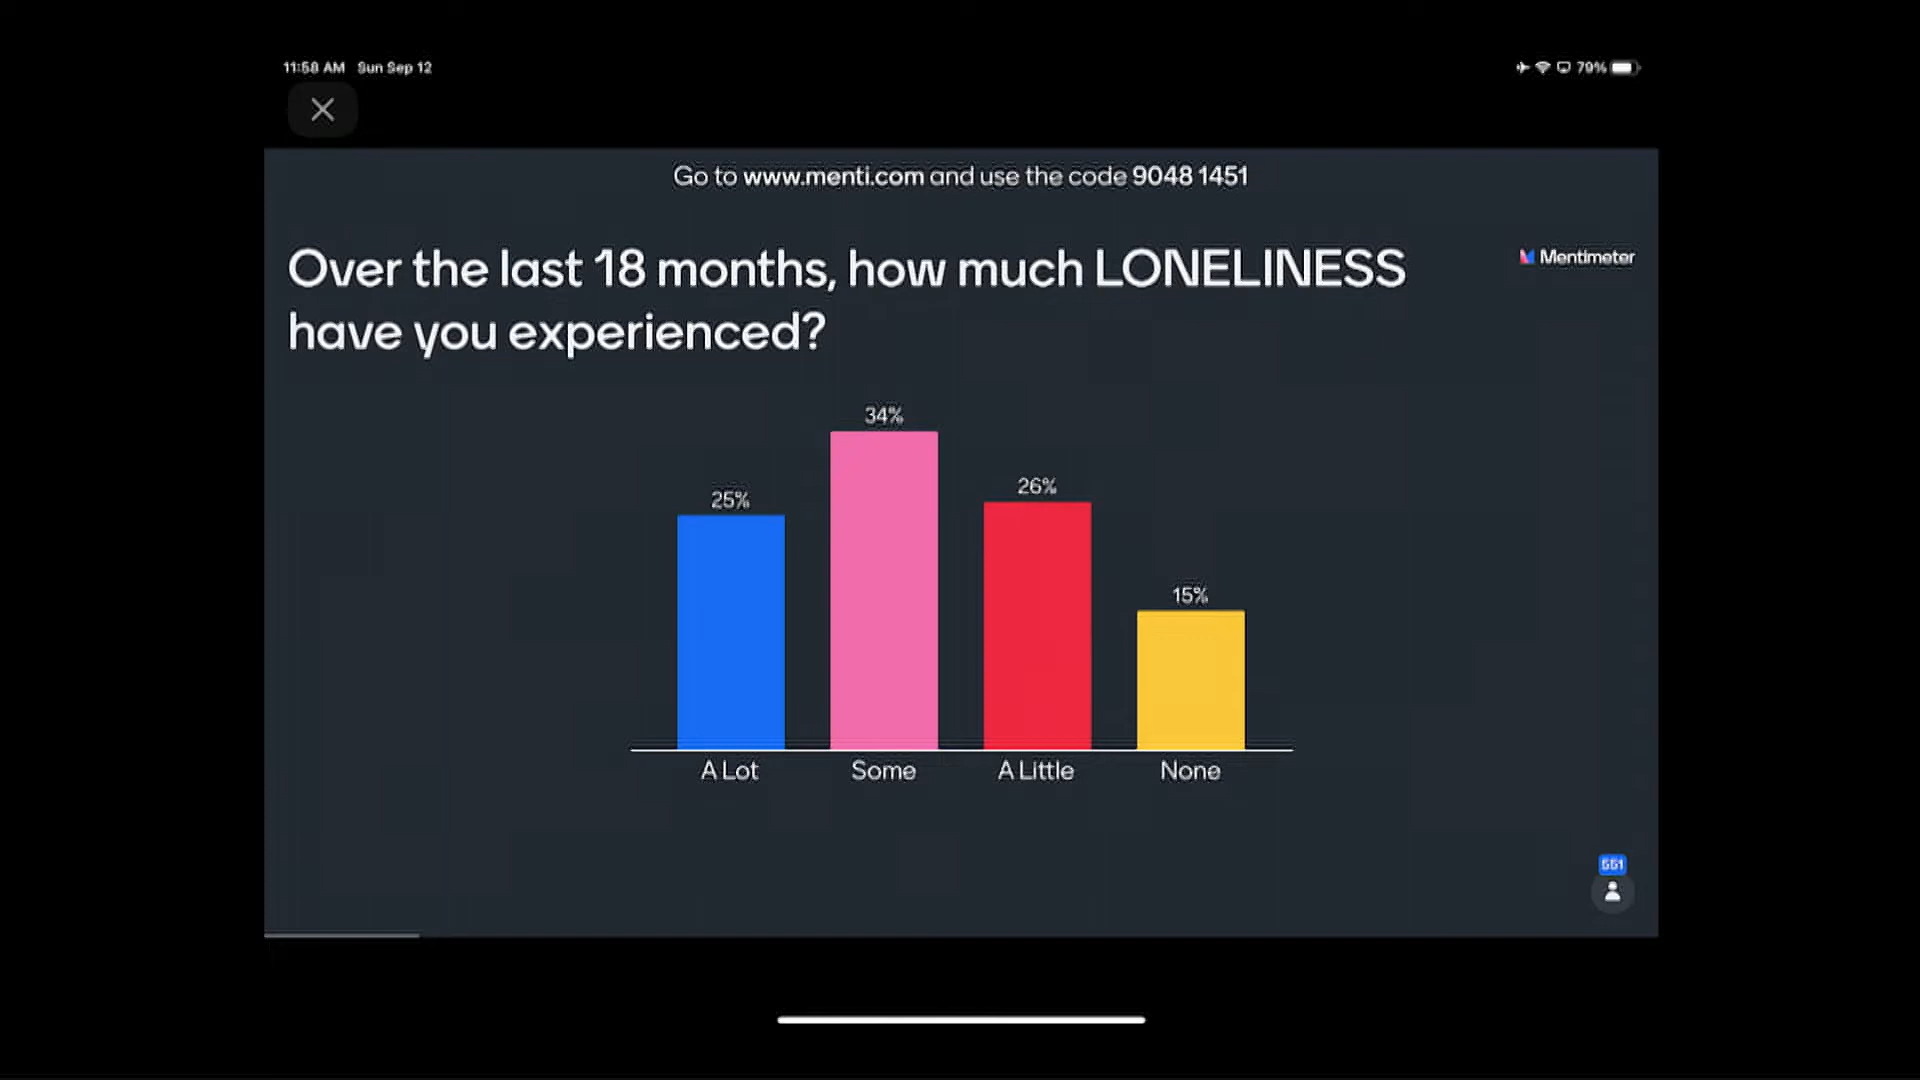 11:58 AM Sun Sep 12
79%
Go to www.menti.com and use the code 9048 1451
Over the last 18 months, how much LONELINESS
have you experienced?
Mentimeter
34%
26%
25%
15%
A Lot Some A Little None
551